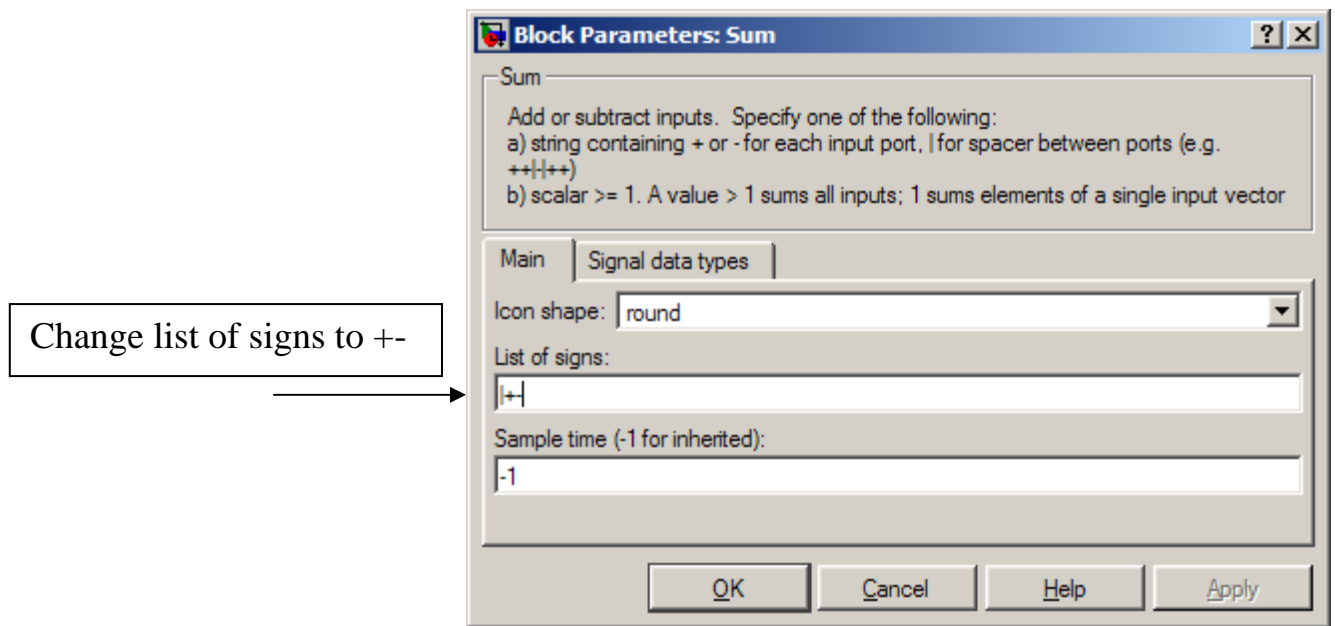 Block Parameters: Sum
Sum
Add or subtract inputs. Specify one of the following:
a) string containing + or - for each input port, | for spacer between ports (e.g.
++|-|++)
b) scalar >= 1. A value > 1 sums all inputs; 1 sums elements of a single input vector
Main
Signal data types
Icon shape: round
Change list of signs to +-
List of signs:
|+-
Sample time (-1 for inherited):
-1
OK
Cancel
Help
Apply